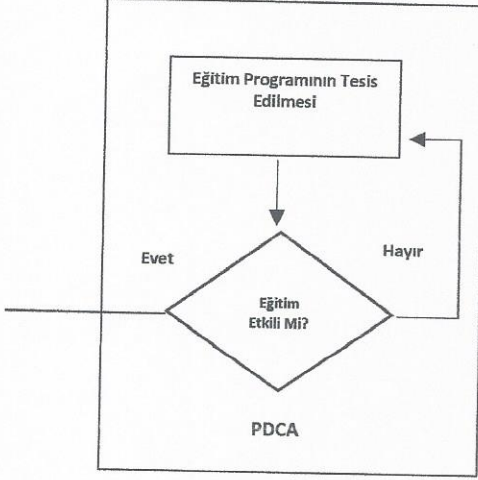 Eğitim Programının Tesis
Edilmesi
Evet
Hayır
Eğitim
Etkili Mi?
PDCA